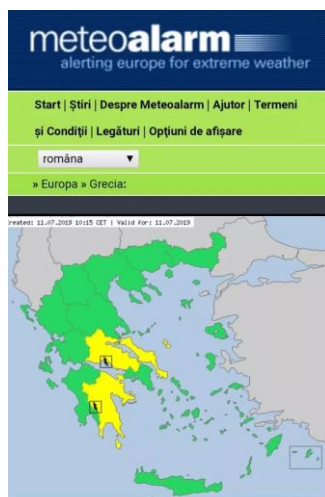 meteoalarm
alerting europe for extreme weather
Start | Știri | Despre Meteoalarm | Ajutor | Termeni
și Condiții | Legături | Opțiuni de afișare
română ▼
» Europa » Grecia:
Created: 11.07.2019 10:15 CET | Valid for: 11.07.2019